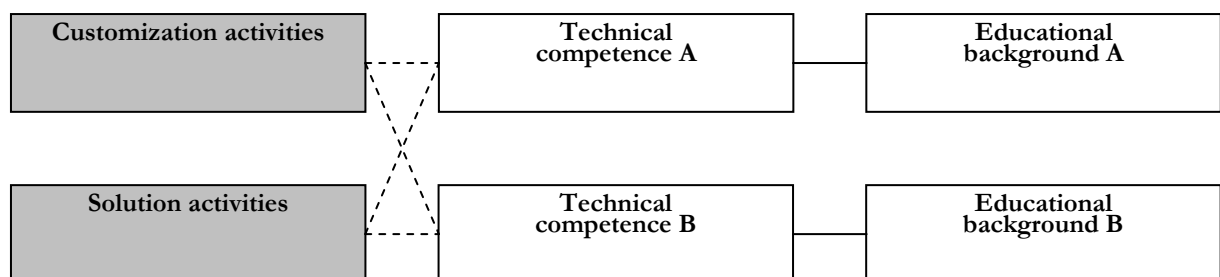 Customization activities
Technical
competence A
Educational
background A
Solution activities
Technical
competence B
Educational
background B